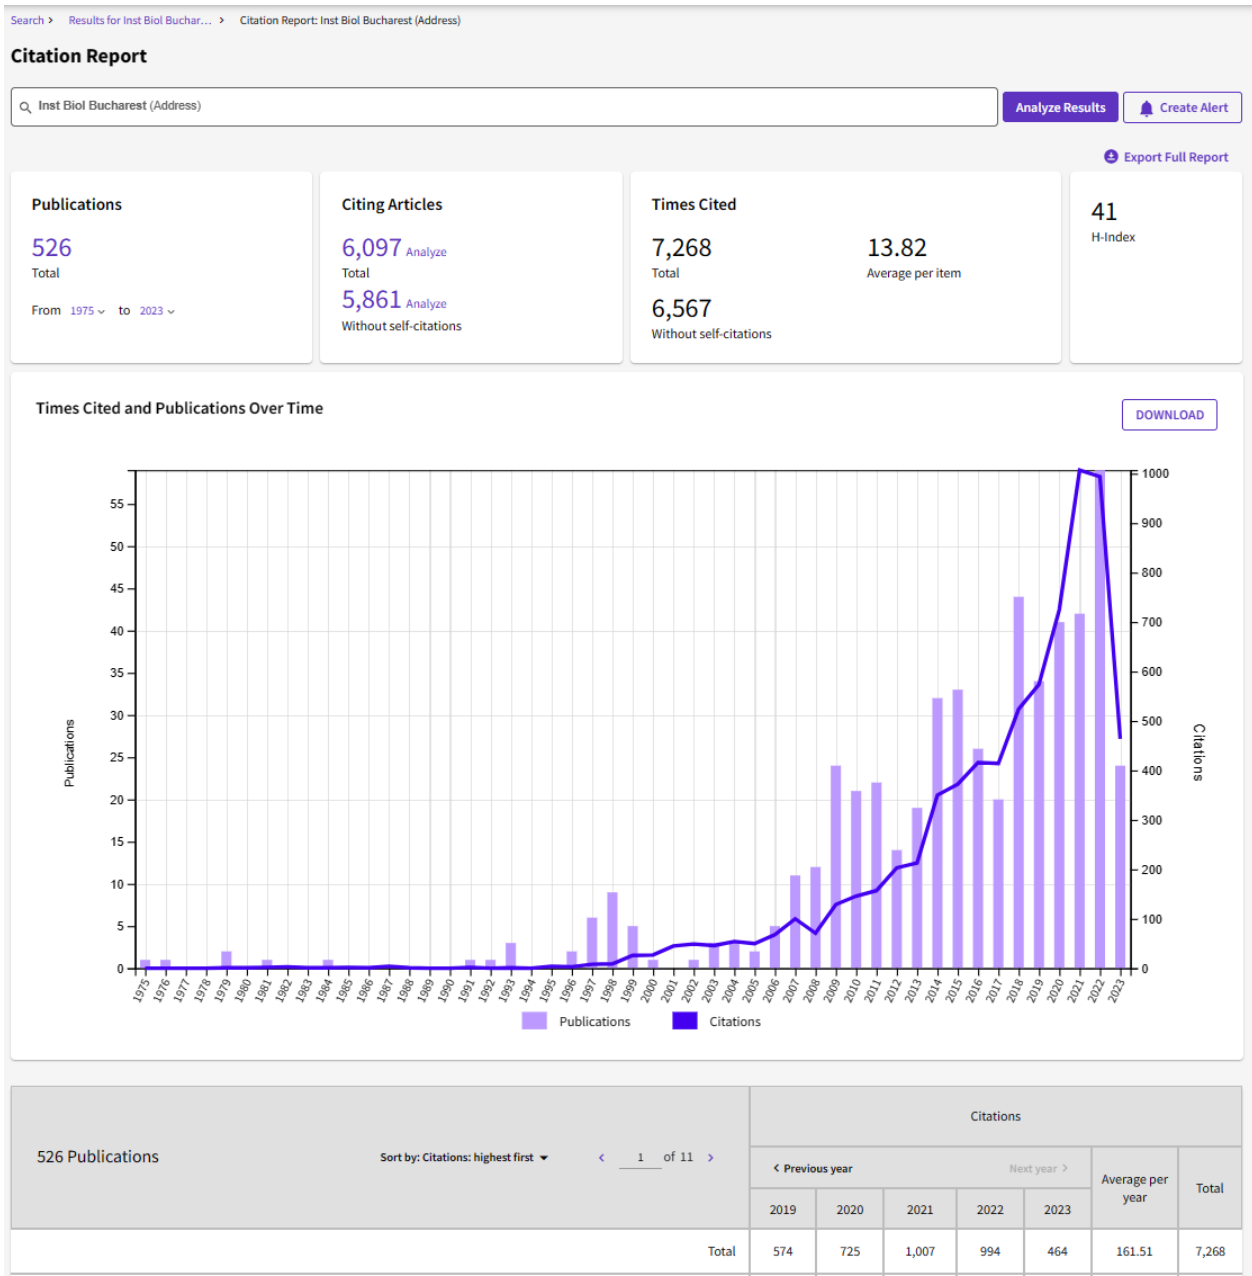 Search > Results for Inst Biol Buchar... > Citation Report: Inst Biol Bucharest (Address)
Citation Report
Inst Biol Bucharest (Address)
Analyze Results
Create Alert
Export Full Report
Publications
526
Total
From 1975 to 2023
Citing Articles
6,097 Analyze
Total
5,861 Analyze
Without self-citations
Times Cited
7,268
Total
13.82
Average per item
6,567
Without self-citations
41
H-Index
Times Cited and Publications Over Time
DOWNLOAD
Publications
55
50
45
40
35
30
25
20
15
10
5
0
1000
900
800
700
600
500
400
300
200
100
0
Citations
1975 1976 1977 1978 1979 1980 1981 1982 1983 1984 1985 1986 1987 1988 1989 1990 1991 1992 1993 1994 1995 1996 1997 1998 1999 2000 2001 2002 2003 2004 2005 2006 2007 2008 2009 2010 2011 2012 2013 2014 2015 2016 2017 2018 2019 2020 2021 2022 2023
Publications Citations
526 Publications
Sort by: Citations: highest first
< 1 of 11 >
Citations
< Previous year
Next year >
Average per
year
Total
2019 2020 2021 2022 2023
Total 574 725 1,007 994 464 161.51 7,268